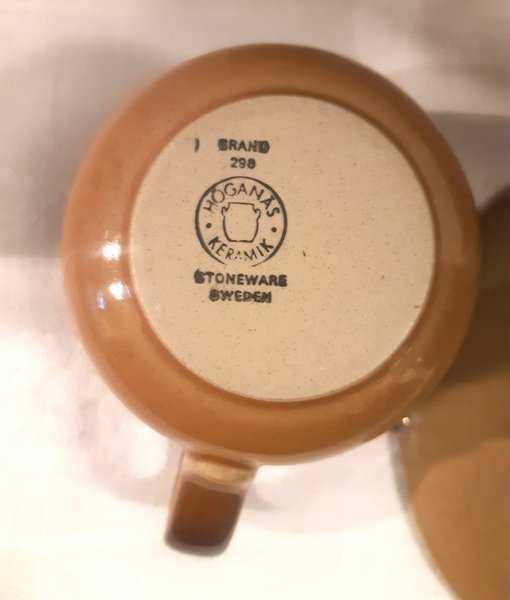 GRAND
298
HÖGANÄS
KERAMIK
STONEWARE
SWEDEN